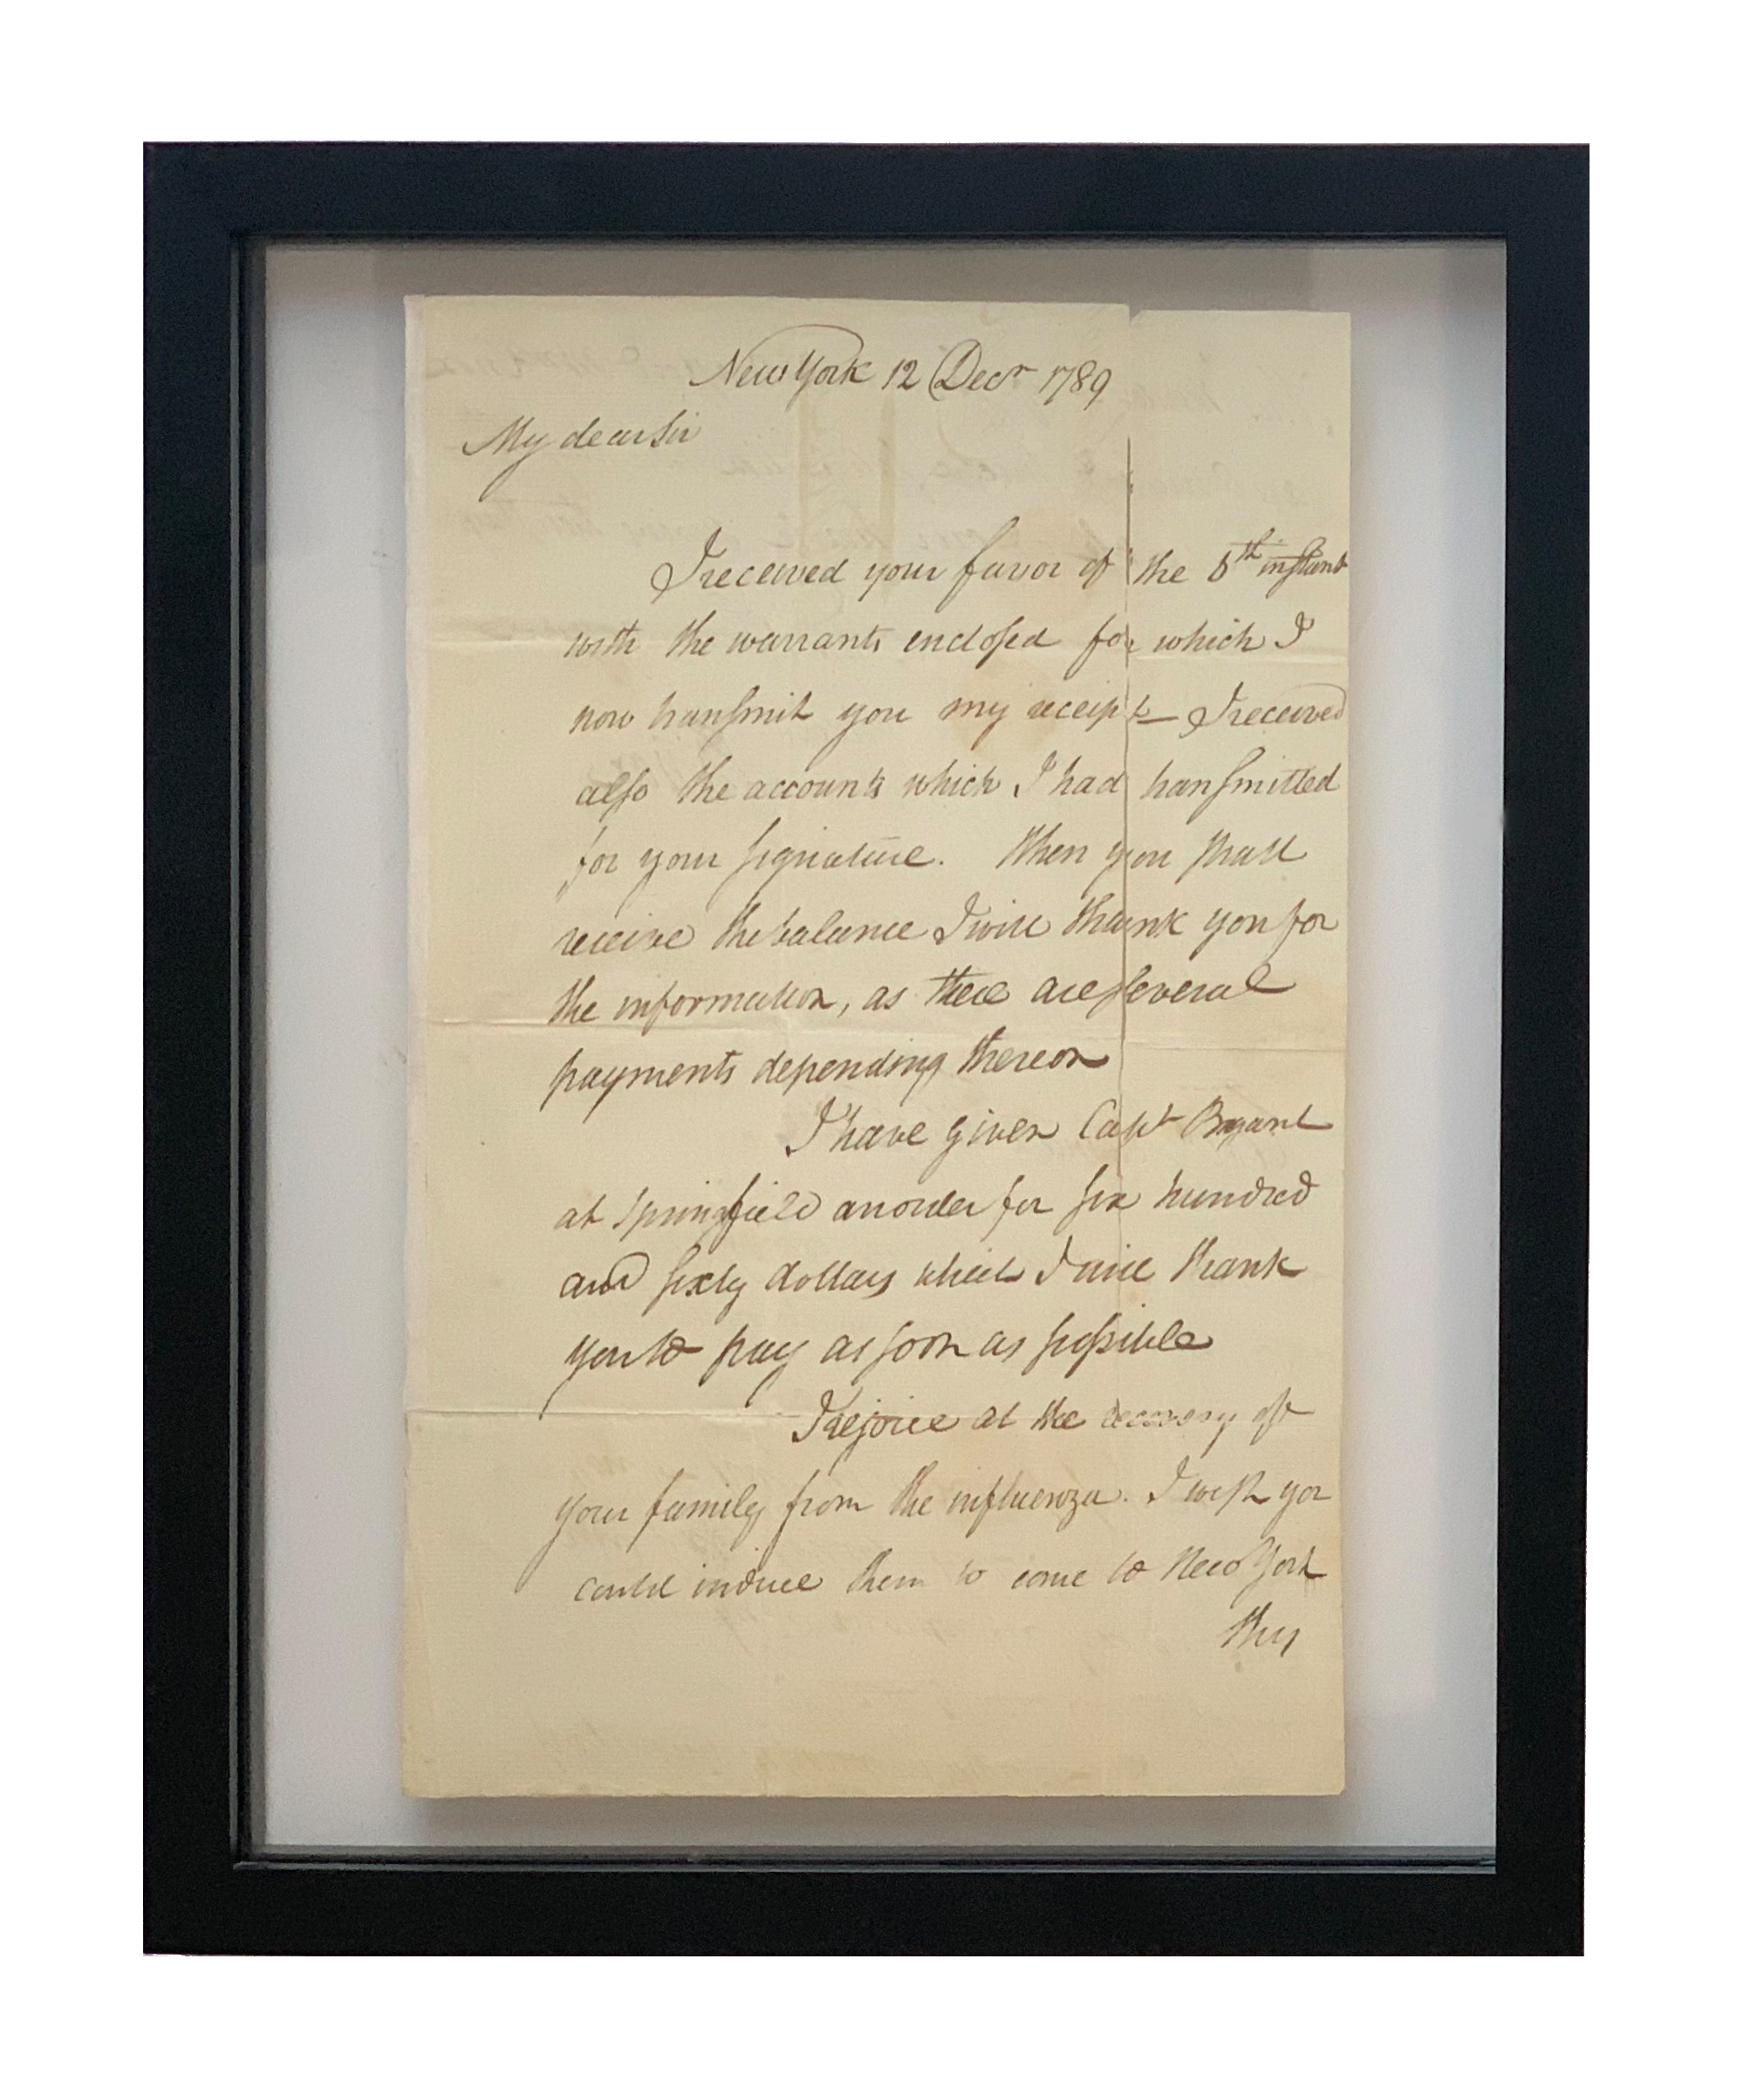 New York 12 Decr 1789
My dear sir
I received your favor of the 6th instant
with the warrants enclosed for which I
now transmit you my receipt — I received
also the accounts which I had transmitted
for your signature. When you shall
receive the balance I will thank you for
the information, as there are several
payments depending thereon
I have given Capt Bryant
at Springfield an order for six hundred
and sixty dollars which I will thank
you to pay as soon as possible
I rejoice at the recovery of
your family from the influenza. I wish you
could induce them to come to New York
They